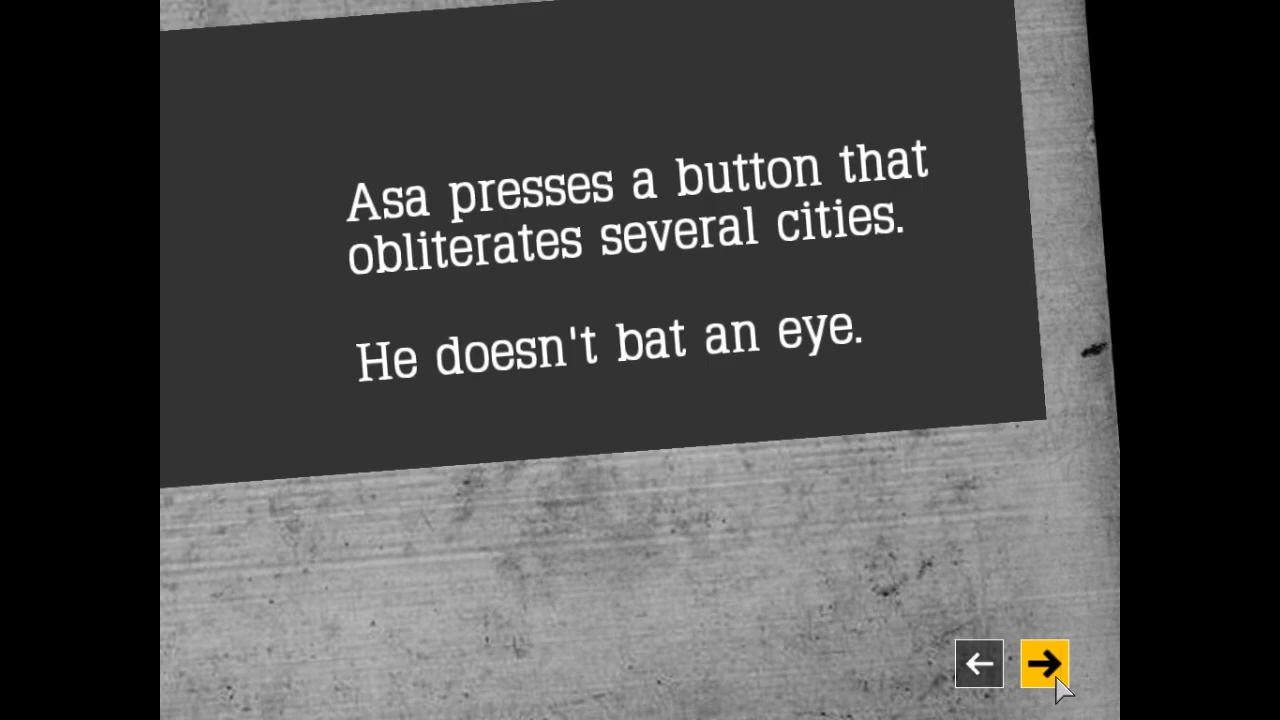 Asa presses a button that
obliterates several cities.
He doesn't bat an eye.